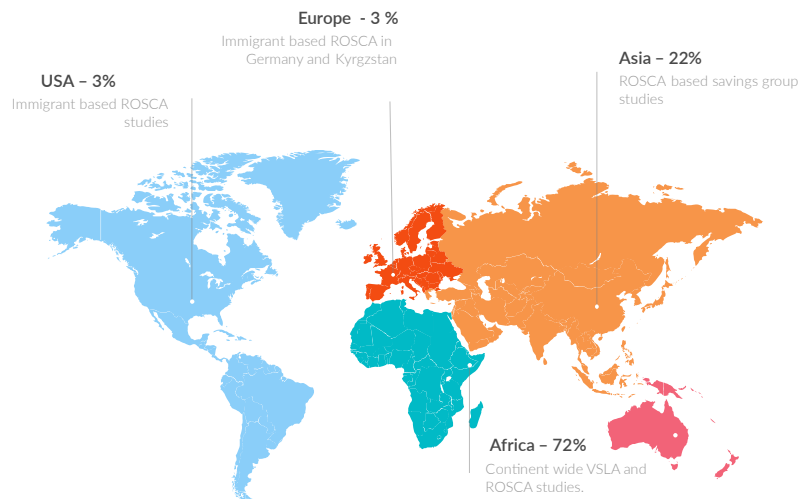 Europe - 3 %
Immigrant based ROSCA in
Germany and Kyrgzstan
USA – 3%
Immigrant based ROSCA
studies
Asia – 22%
ROSCA based savings group
studies
Africa – 72%
Continent wide VSLA and
ROSCA studies.